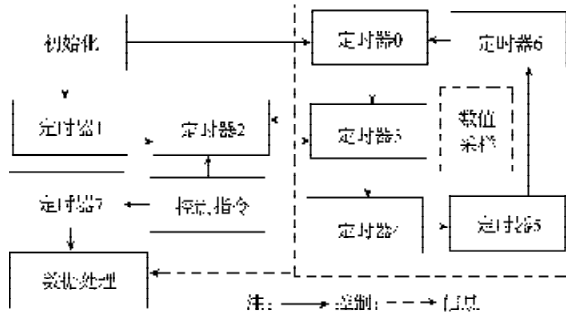 初始化
定时器0
定时器6
定时器1
定时器2
定时器3
数值
采样
定时器7
控制指令
定时器4
定时器5
数据处理
注: 控制; 信息